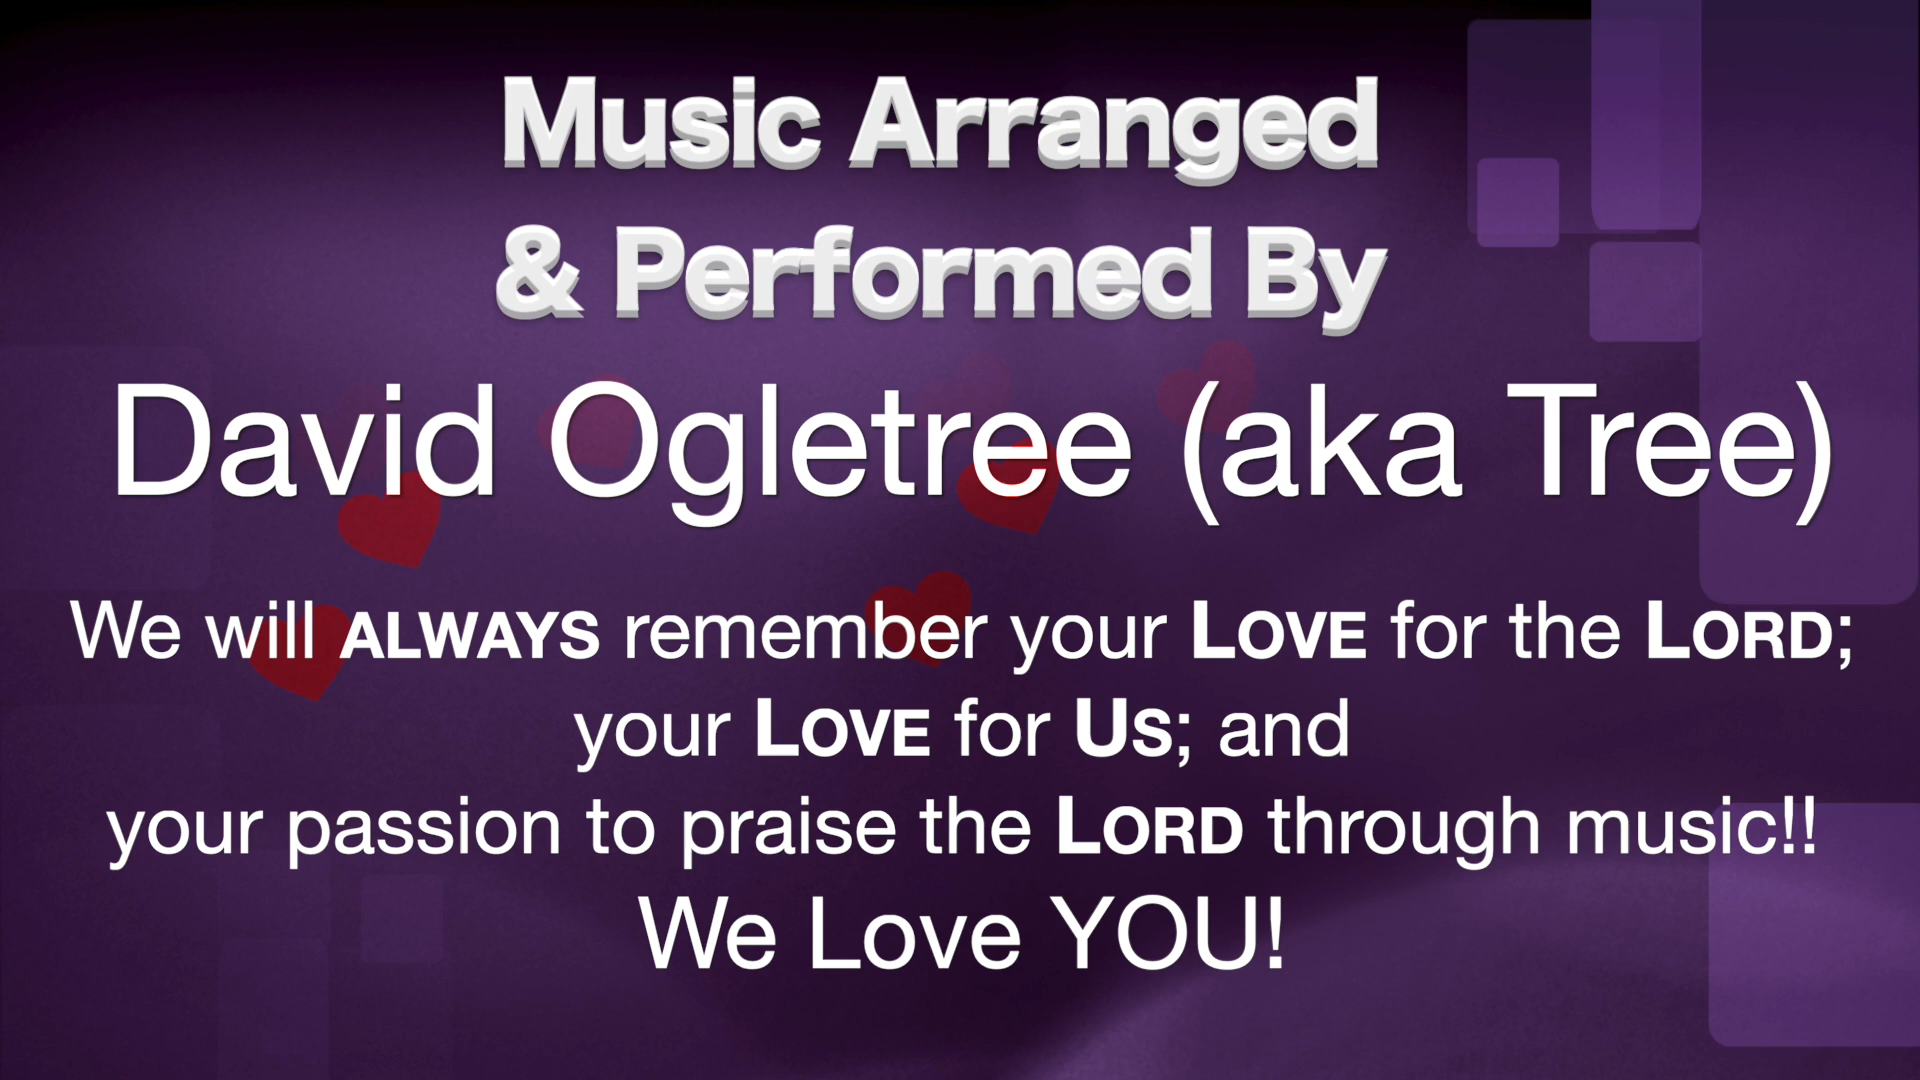 Music Arranged
& Performed By
David Ogletree (aka Tree)
We will ALWAYS remember your LOVE for the LORD;
your LOVE for US; and
your passion to praise the LORD through music!!
We Love YOU!